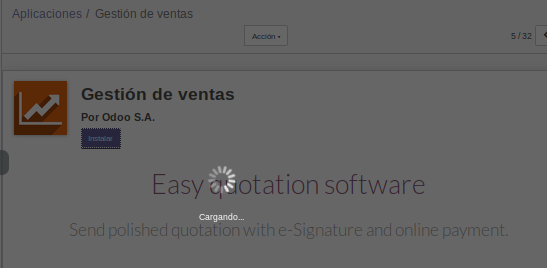 Aplicaciones / Gestión de ventas
Acción
5 / 32
Gestión de ventas
Por Odoo S.A.
Instalar
Easy quotation software
Cargando...
Send polished quotation with e-Signature and online payment.